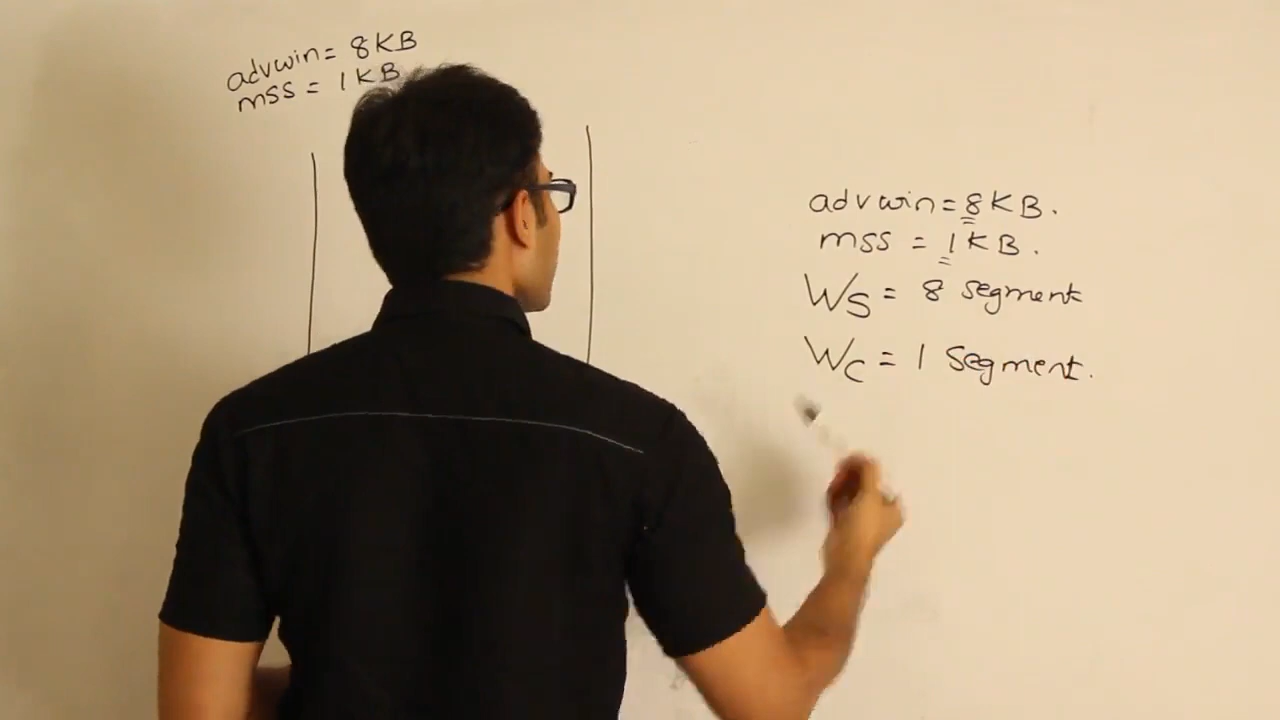 advwin = 8KB
mss = 1KB
advwin = 8KB.
mss = 1KB.
Ws = 8 segment
Wc = 1 Segment.